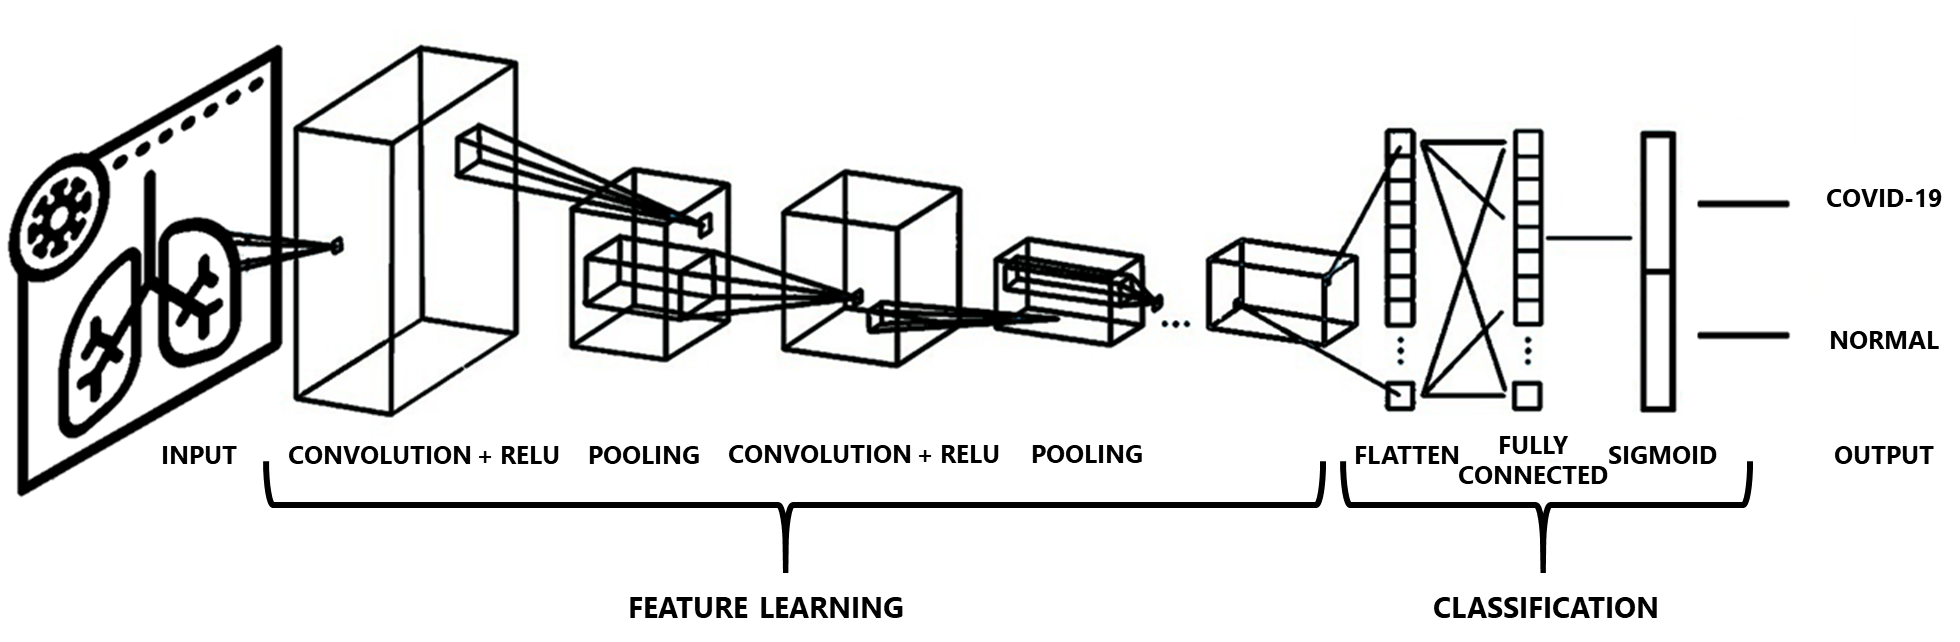 COVID-19
NORMAL
INPUT
CONVOLUTION + RELU
POOLING
CONVOLUTION + RELU
POOLING
FLATTEN
FULLY
CONNECTED
SIGMOID
OUTPUT
FEATURE LEARNING
CLASSIFICATION